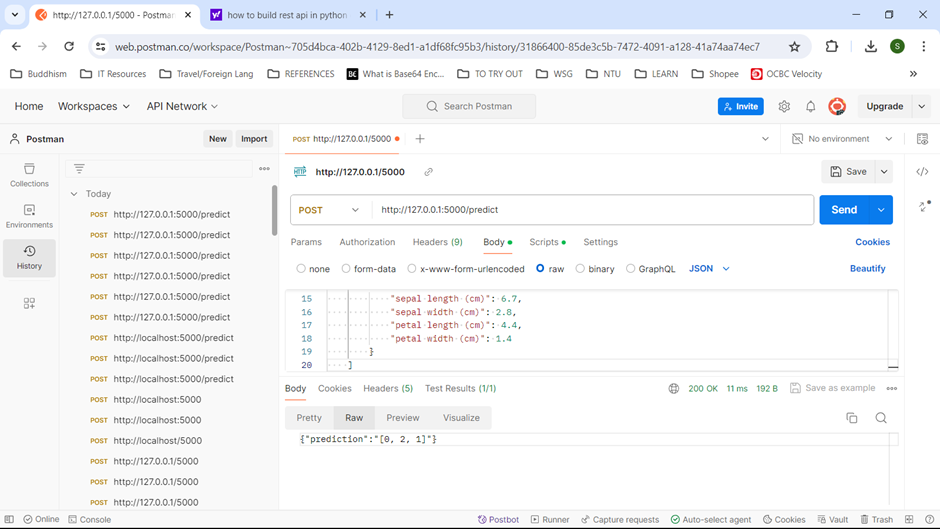 http://127.0.0.1/5000 - Postman
how to build rest api in python
web.postman.co/workspace/Postman~705d4bca-402b-4129-8ed1-a1df68fc95b3/history/31866400-85de3c5b-7472-4091-a128-41a74aa74ec7
S
Buddhism IT Resources Travel/Foreign Lang REFERENCES What is Base64 Enc... TO TRY OUT WSG NTU LEARN Shopee OCBC Velocity
Home Workspaces API Network Search Postman Invite Upgrade
Postman New Import POST http://127.0.0.1/5000 No environment
Collections
Environments
History
Today
POST http://127.0.0.1:5000/predict
POST http://127.0.0.1:5000/predict
POST http://127.0.0.1:5000/predict
POST http://127.0.0.1:5000/predict
POST http://127.0.0.1:5000/predict
POST http://127.0.0.1:5000/predict
POST http://localhost:5000/predict
POST http://localhost:5000/predict
POST http://localhost:5000/predict
POST http://localhost:5000
POST http://localhost:5000
POST http://localhost/5000
POST http://127.0.0.1/5000
POST http://127.0.0.1/5000
POST http://127.0.0.1/5000
HTTP http://127.0.0.1/5000 Save
POST http://127.0.0.1:5000/predict Send
Params Authorization Headers (9) Body Scripts Settings Cookies
none form-data x-www-form-urlencoded raw binary GraphQL JSON Beautify
15 "sepal length (cm)": 6.7,
16 "sepal width (cm)": 2.8,
17 "petal length (cm)": 4.4,
18 "petal width (cm)": 1.4
19 }
20 ]
Body Cookies Headers (5) Test Results (1/1) 200 OK 11 ms 192 B Save as example
Pretty Raw Preview Visualize
{"prediction":"[0, 2, 1]"}
Online Console Postbot Runner Capture requests Auto-select agent Cookies Vault Trash